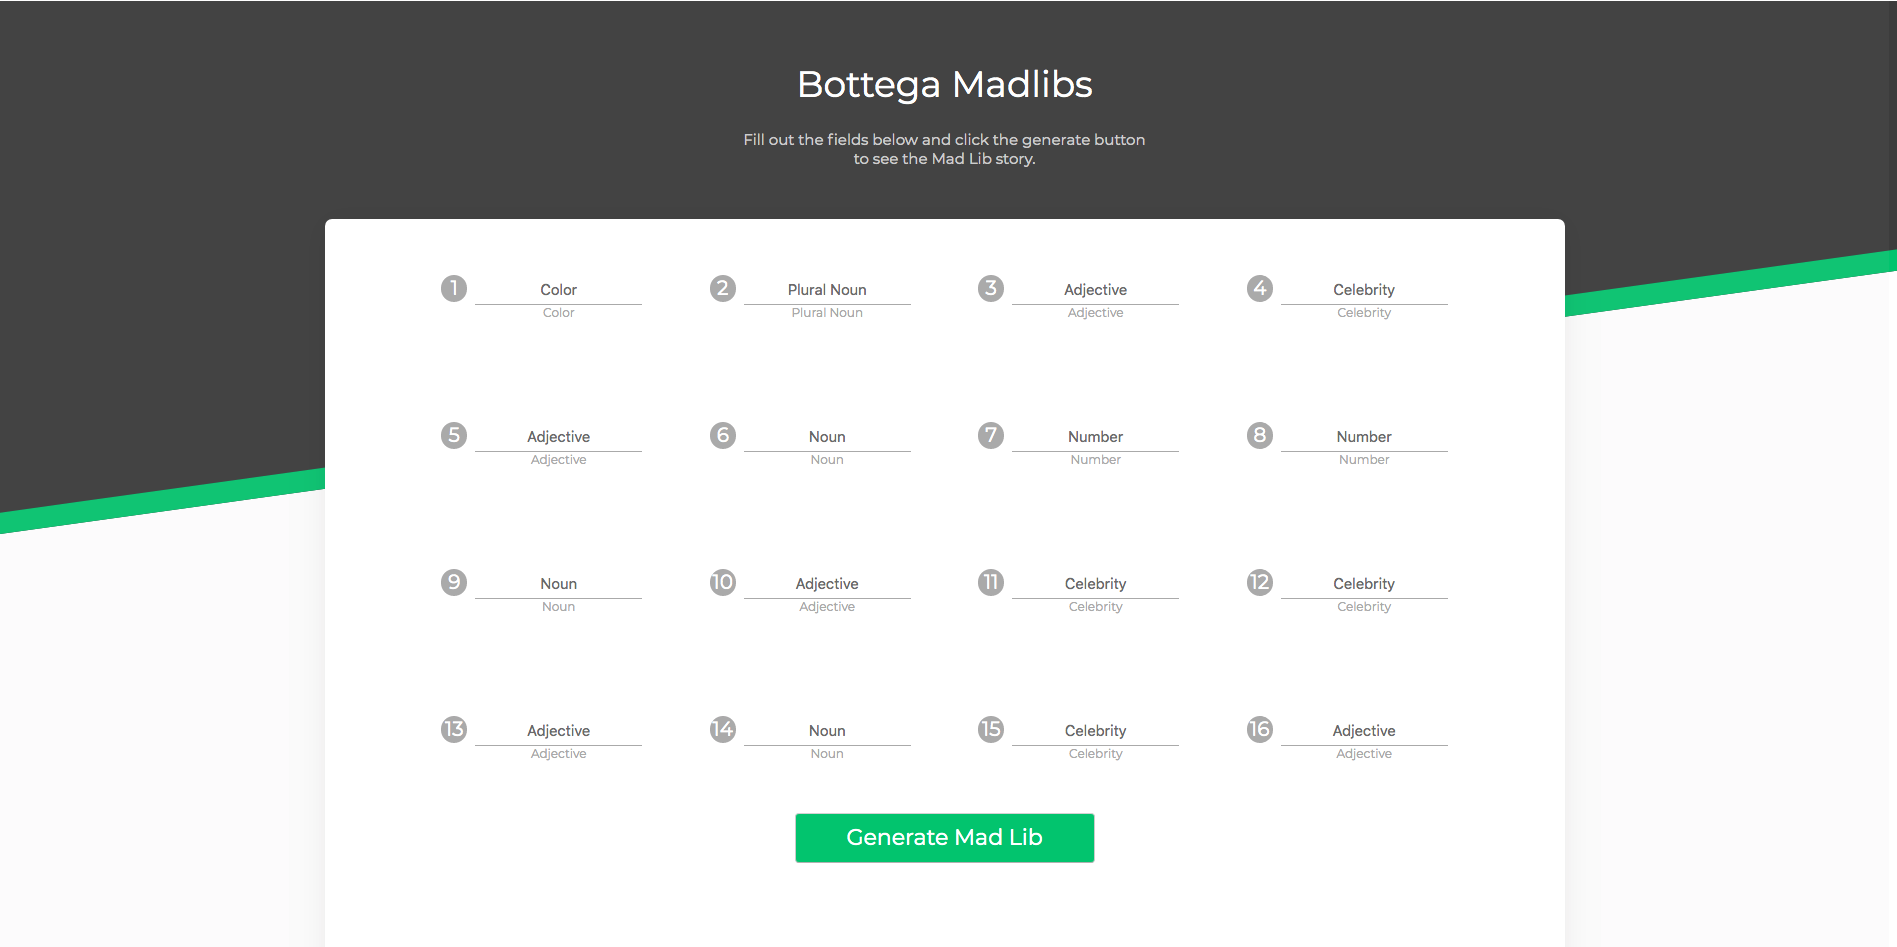 Bottega Madlibs
Fill out the fields below and click the generate button
to see the Mad Lib story.
1 Color 2 Plural Noun 3 Adjective 4 Celebrity
Color Plural Noun Adjective Celebrity
5 Adjective 6 Noun 7 Number 8 Number
Adjective Noun Number Number
9 Noun 10 Adjective 11 Celebrity 12 Celebrity
Noun Adjective Celebrity Celebrity
13 Adjective 14 Noun 15 Celebrity 16 Adjective
Adjective Noun Celebrity Adjective
Generate Mad Lib